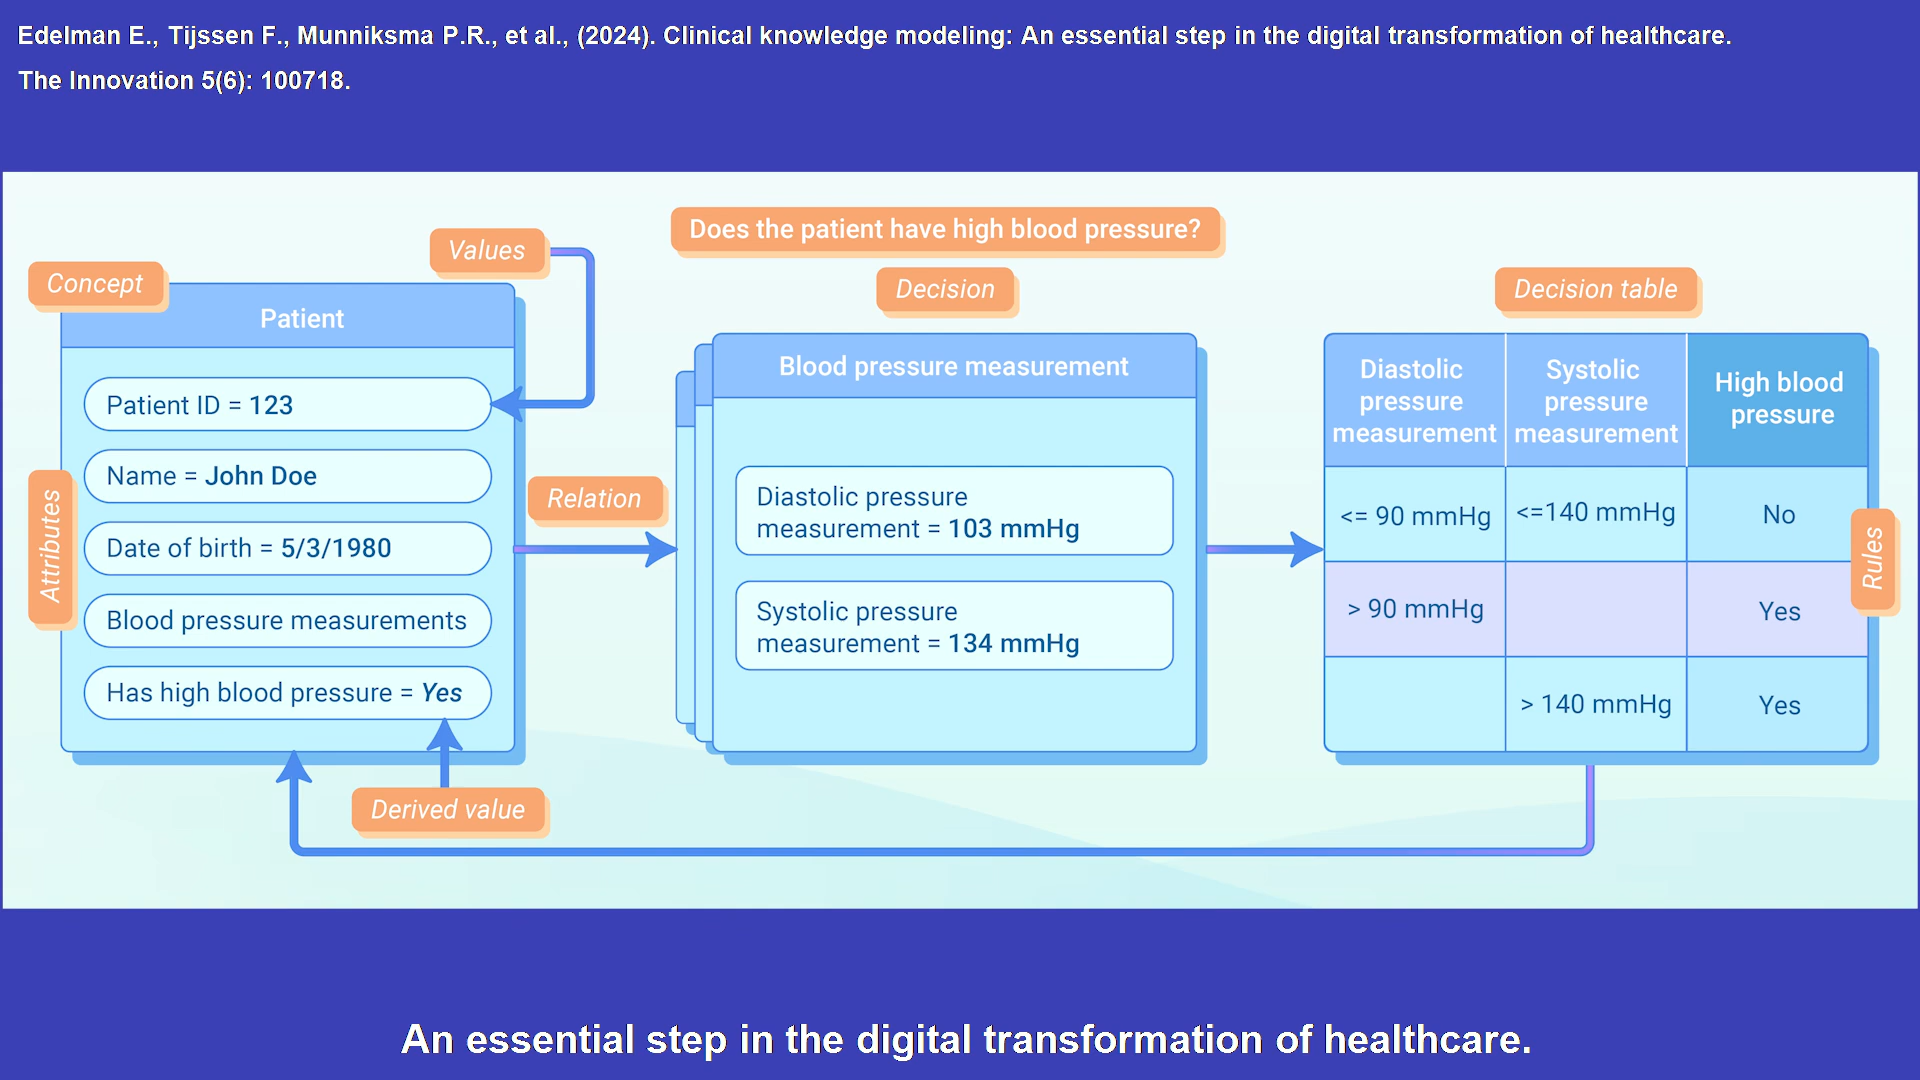 Edelman E., Tijssen F., Munniksma P.R., et al., (2024). Clinical knowledge modeling: An essential step in the digital transformation of healthcare.
The Innovation 5(6): 100718.
Concept
Values
Patient
Attributes
Patient ID = 123
Name = John Doe
Date of birth = 5/3/1980
Blood pressure measurements
Has high blood pressure = Yes
Derived value
Relation
Does the patient have high blood pressure?
Decision
Blood pressure measurement
Diastolic pressure
measurement = 103 mmHg
Systolic pressure
measurement = 134 mmHg
Decision table
Diastolic
pressure
measurement
Systolic
pressure
measurement
High blood
pressure
<= 90 mmHg
<=140 mmHg
No
> 90 mmHg
Yes
> 140 mmHg
Yes
Rules
An essential step in the digital transformation of healthcare.